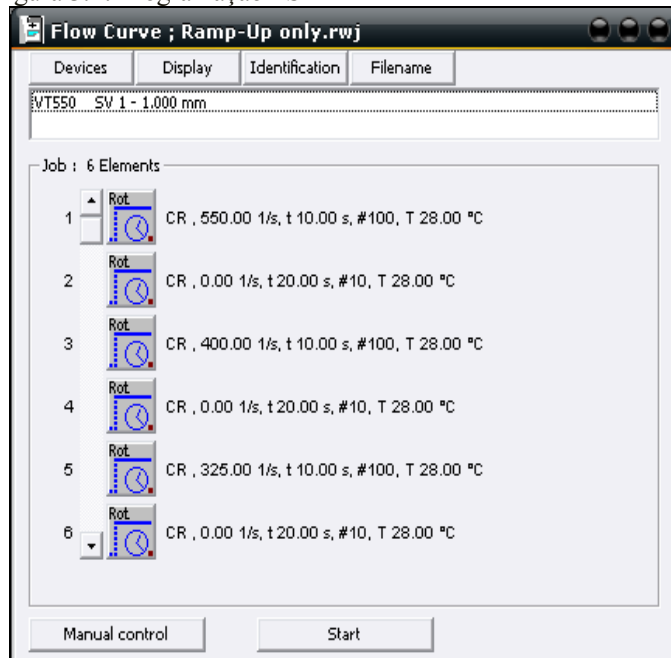 Flow Curve ; Ramp-Up only.rwj
Devices Display Identification Filename
VT550 SV 1 - 1.000 mm
Job : 6 Elements
1 Rot CR , 550.00 1/s, t 10.00 s, #100, T 28.00 °C
2 Rot CR , 0.00 1/s, t 20.00 s, #10, T 28.00 °C
3 Rot CR , 400.00 1/s, t 10.00 s, #100, T 28.00 °C
4 Rot CR , 0.00 1/s, t 20.00 s, #10, T 28.00 °C
5 Rot CR , 325.00 1/s, t 10.00 s, #100, T 28.00 °C
6 Rot CR , 0.00 1/s, t 20.00 s, #10, T 28.00 °C
Manual control Start